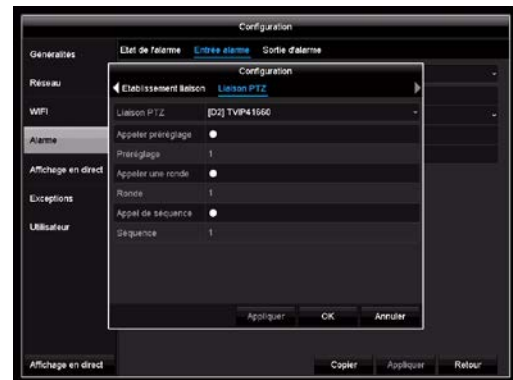 Configuration
Généralités
Réseau
WIFI
Alarme
Affichage en direct
Exceptions
Utilisateur
Affichage en direct
Etat de l'alarme Entrée alarme Sortie d'alarme
Configuration
Etablissement liaison Liaison PTZ
Liaison PTZ [D2] TVIP41660
Appeler préréglage
Préréglage 1
Appeler une ronde
Ronde 1
Appel de séquence
Séquence 1
Appliquer OK Annuler
Copier Appliquer Retour